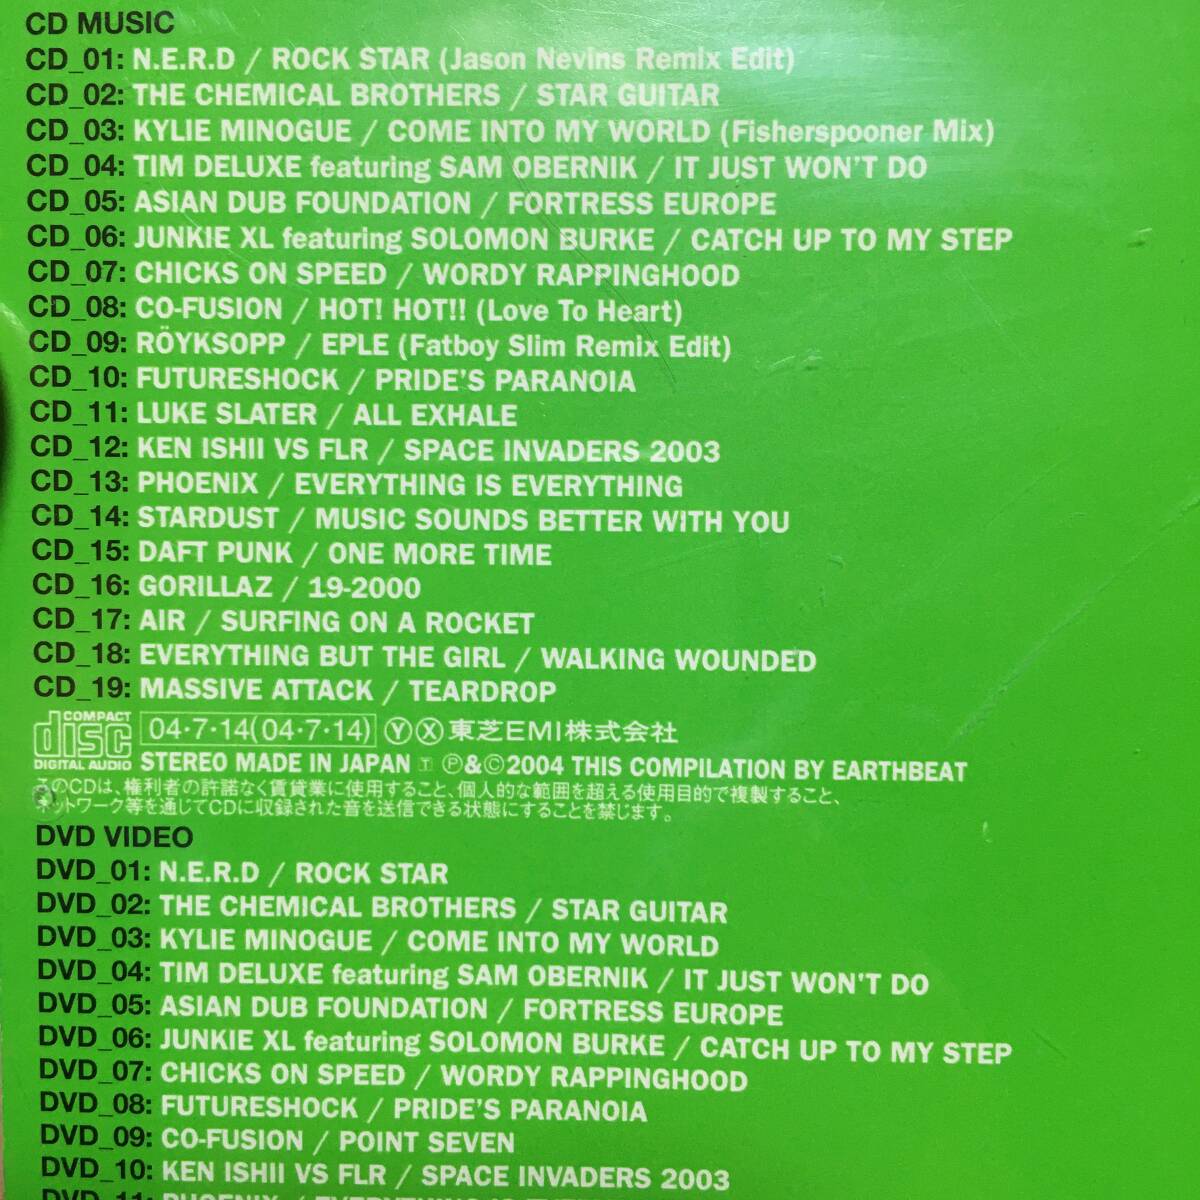 CD MUSIC
CD_01: N.E.R.D / ROCK STAR (Jason Nevins Remix Edit)
CD_02: THE CHEMICAL BROTHERS / STAR GUITAR
CD_03: KYLIE MINOGUE / COME INTO MY WORLD (Fisherspooner Mix)
CD_04: TIM DELUXE featuring SAM OBERNIK / IT JUST WON'T DO
CD_05: ASIAN DUB FOUNDATION / FORTRESS EUROPE
CD_06: JUNKIE XL featuring SOLOMON BURKE / CATCH UP TO MY STEP
CD_07: CHICKS ON SPEED / WORDY RAPPINGHOOD
CD_08: CO-FUSION / HOT! HOT!! (Love To Heart)
CD_09: RÖYKSOPP / EPLE (Fatboy Slim Remix Edit)
CD_10: FUTURESHOCK / PRIDE'S PARANOIA
CD_11: LUKE SLATER / ALL EXHALE
CD_12: KEN ISHII VS FLR / SPACE INVADERS 2003
CD_13: PHOENIX / EVERYTHING IS EVERYTHING
CD_14: STARDUST / MUSIC SOUNDS BETTER WITH YOU
CD_15: DAFT PUNK / ONE MORE TIME
CD_16: GORILLAZ / 19-2000
CD_17: AIR / SURFING ON A ROCKET
CD_18: EVERYTHING BUT THE GIRL / WALKING WOUNDED
CD_19: MASSIVE ATTACK / TEARDROP
COMPACT disc DIGITAL AUDIO
04・7・14(04・7・14) Ⓨ Ⓧ 東芝EMI株式会社
STEREO MADE IN JAPAN T Ⓟ&©2004 THIS COMPILATION BY EARTHBEAT
このCDは、権利者の許諾なく賃貸業に使用すること、個人的な範囲を超える使用目的で複製すること、
ネットワーク等を通じてCDに収録された音を送信できる状態にすることを禁じます。
DVD VIDEO
DVD_01: N.E.R.D / ROCK STAR
DVD_02: THE CHEMICAL BROTHERS / STAR GUITAR
DVD_03: KYLIE MINOGUE / COME INTO MY WORLD
DVD_04: TIM DELUXE featuring SAM OBERNIK / IT JUST WON'T DO
DVD_05: ASIAN DUB FOUNDATION / FORTRESS EUROPE
DVD_06: JUNKIE XL featuring SOLOMON BURKE / CATCH UP TO MY STEP
DVD_07: CHICKS ON SPEED / WORDY RAPPINGHOOD
DVD_08: FUTURESHOCK / PRIDE'S PARANOIA
DVD_09: CO-FUSION / POINT SEVEN
DVD_10: KEN ISHII VS FLR / SPACE INVADERS 2003
DVD_11: PHOENIX / EVERYTHING IS